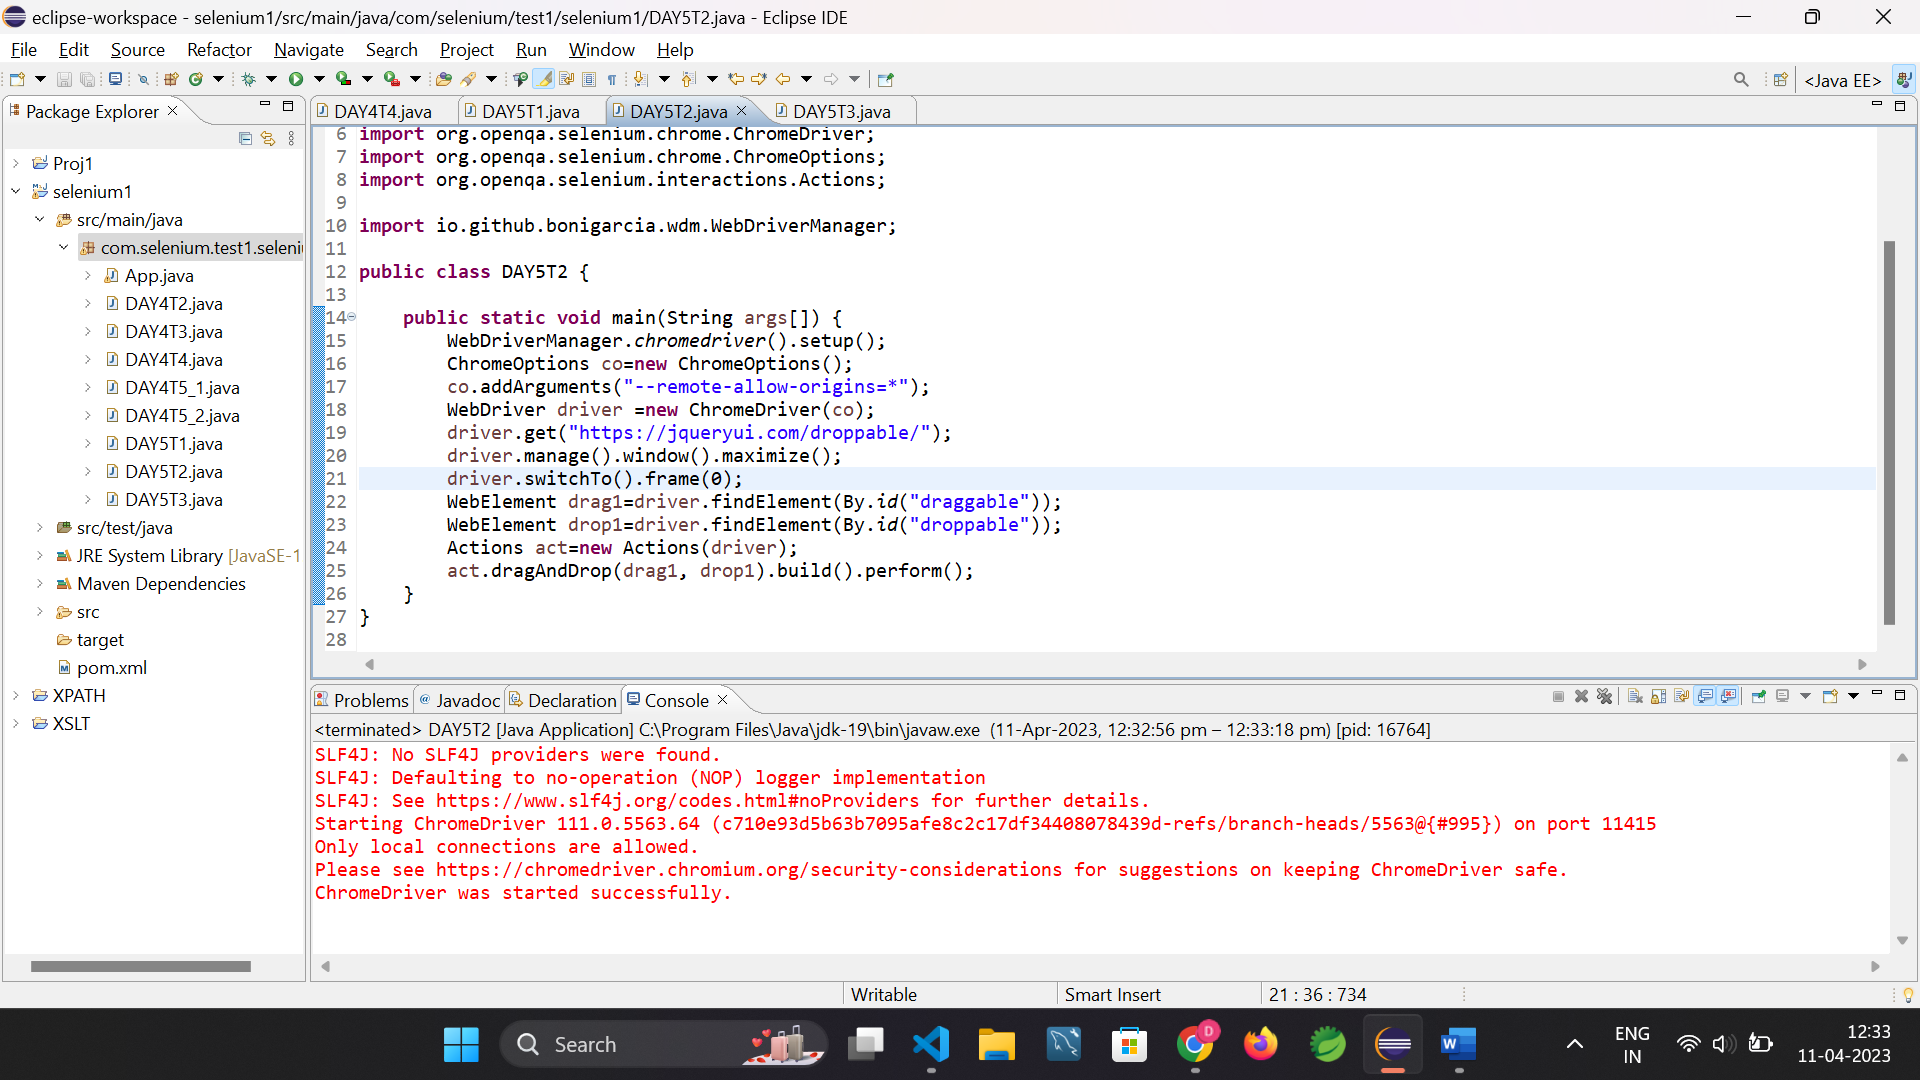 eclipse-workspace - selenium1/src/main/java/com/selenium/test1/selenium1/DAY5T2.java - Eclipse IDE
File Edit Source Refactor Navigate Search Project Run Window Help
<Java EE>
Package Explorer
DAY4T4.java DAY5T1.java DAY5T2.java DAY5T3.java
Proj1
selenium1
src/main/java
com.selenium.test1.seleni
App.java
DAY4T2.java
DAY4T3.java
DAY4T4.java
DAY4T5_1.java
DAY4T5_2.java
DAY5T1.java
DAY5T2.java
DAY5T3.java
src/test/java
JRE System Library [JavaSE-1
Maven Dependencies
src
target
pom.xml
XPATH
XSLT
6 import org.openqa.selenium.chrome.ChromeDriver;
7 import org.openqa.selenium.chrome.ChromeOptions;
8 import org.openqa.selenium.interactions.Actions;
9
10 import io.github.bonigarcia.wdm.WebDriverManager;
11
12 public class DAY5T2 {
13
14 public static void main(String args[]) {
15 WebDriverManager.chromedriver().setup();
16 ChromeOptions co=new ChromeOptions();
17 co.addArguments("--remote-allow-origins=*");
18 WebDriver driver =new ChromeDriver(co);
19 driver.get("https://jqueryui.com/droppable/");
20 driver.manage().window().maximize();
21 driver.switchTo().frame(0);
22 WebElement drag1=driver.findElement(By.id("draggable"));
23 WebElement drop1=driver.findElement(By.id("droppable"));
24 Actions act=new Actions(driver);
25 act.dragAndDrop(drag1, drop1).build().perform();
26 }
27 }
28
Problems Javadoc Declaration Console
<terminated> DAY5T2 [Java Application] C:\Program Files\Java\jdk-19\bin\javaw.exe (11-Apr-2023, 12:32:56 pm – 12:33:18 pm) [pid: 16764]
SLF4J: No SLF4J providers were found.
SLF4J: Defaulting to no-operation (NOP) logger implementation
SLF4J: See https://www.slf4j.org/codes.html#noProviders for further details.
Starting ChromeDriver 111.0.5563.64 (c710e93d5b63b7095afe8c2c17df34408078439d-refs/branch-heads/5563@{#995}) on port 11415
Only local connections are allowed.
Please see https://chromedriver.chromium.org/security-considerations for suggestions on keeping ChromeDriver safe.
ChromeDriver was started successfully.
Writable Smart Insert 21 : 36 : 734
Search
D
W
ENG
IN
12:33
11-04-2023